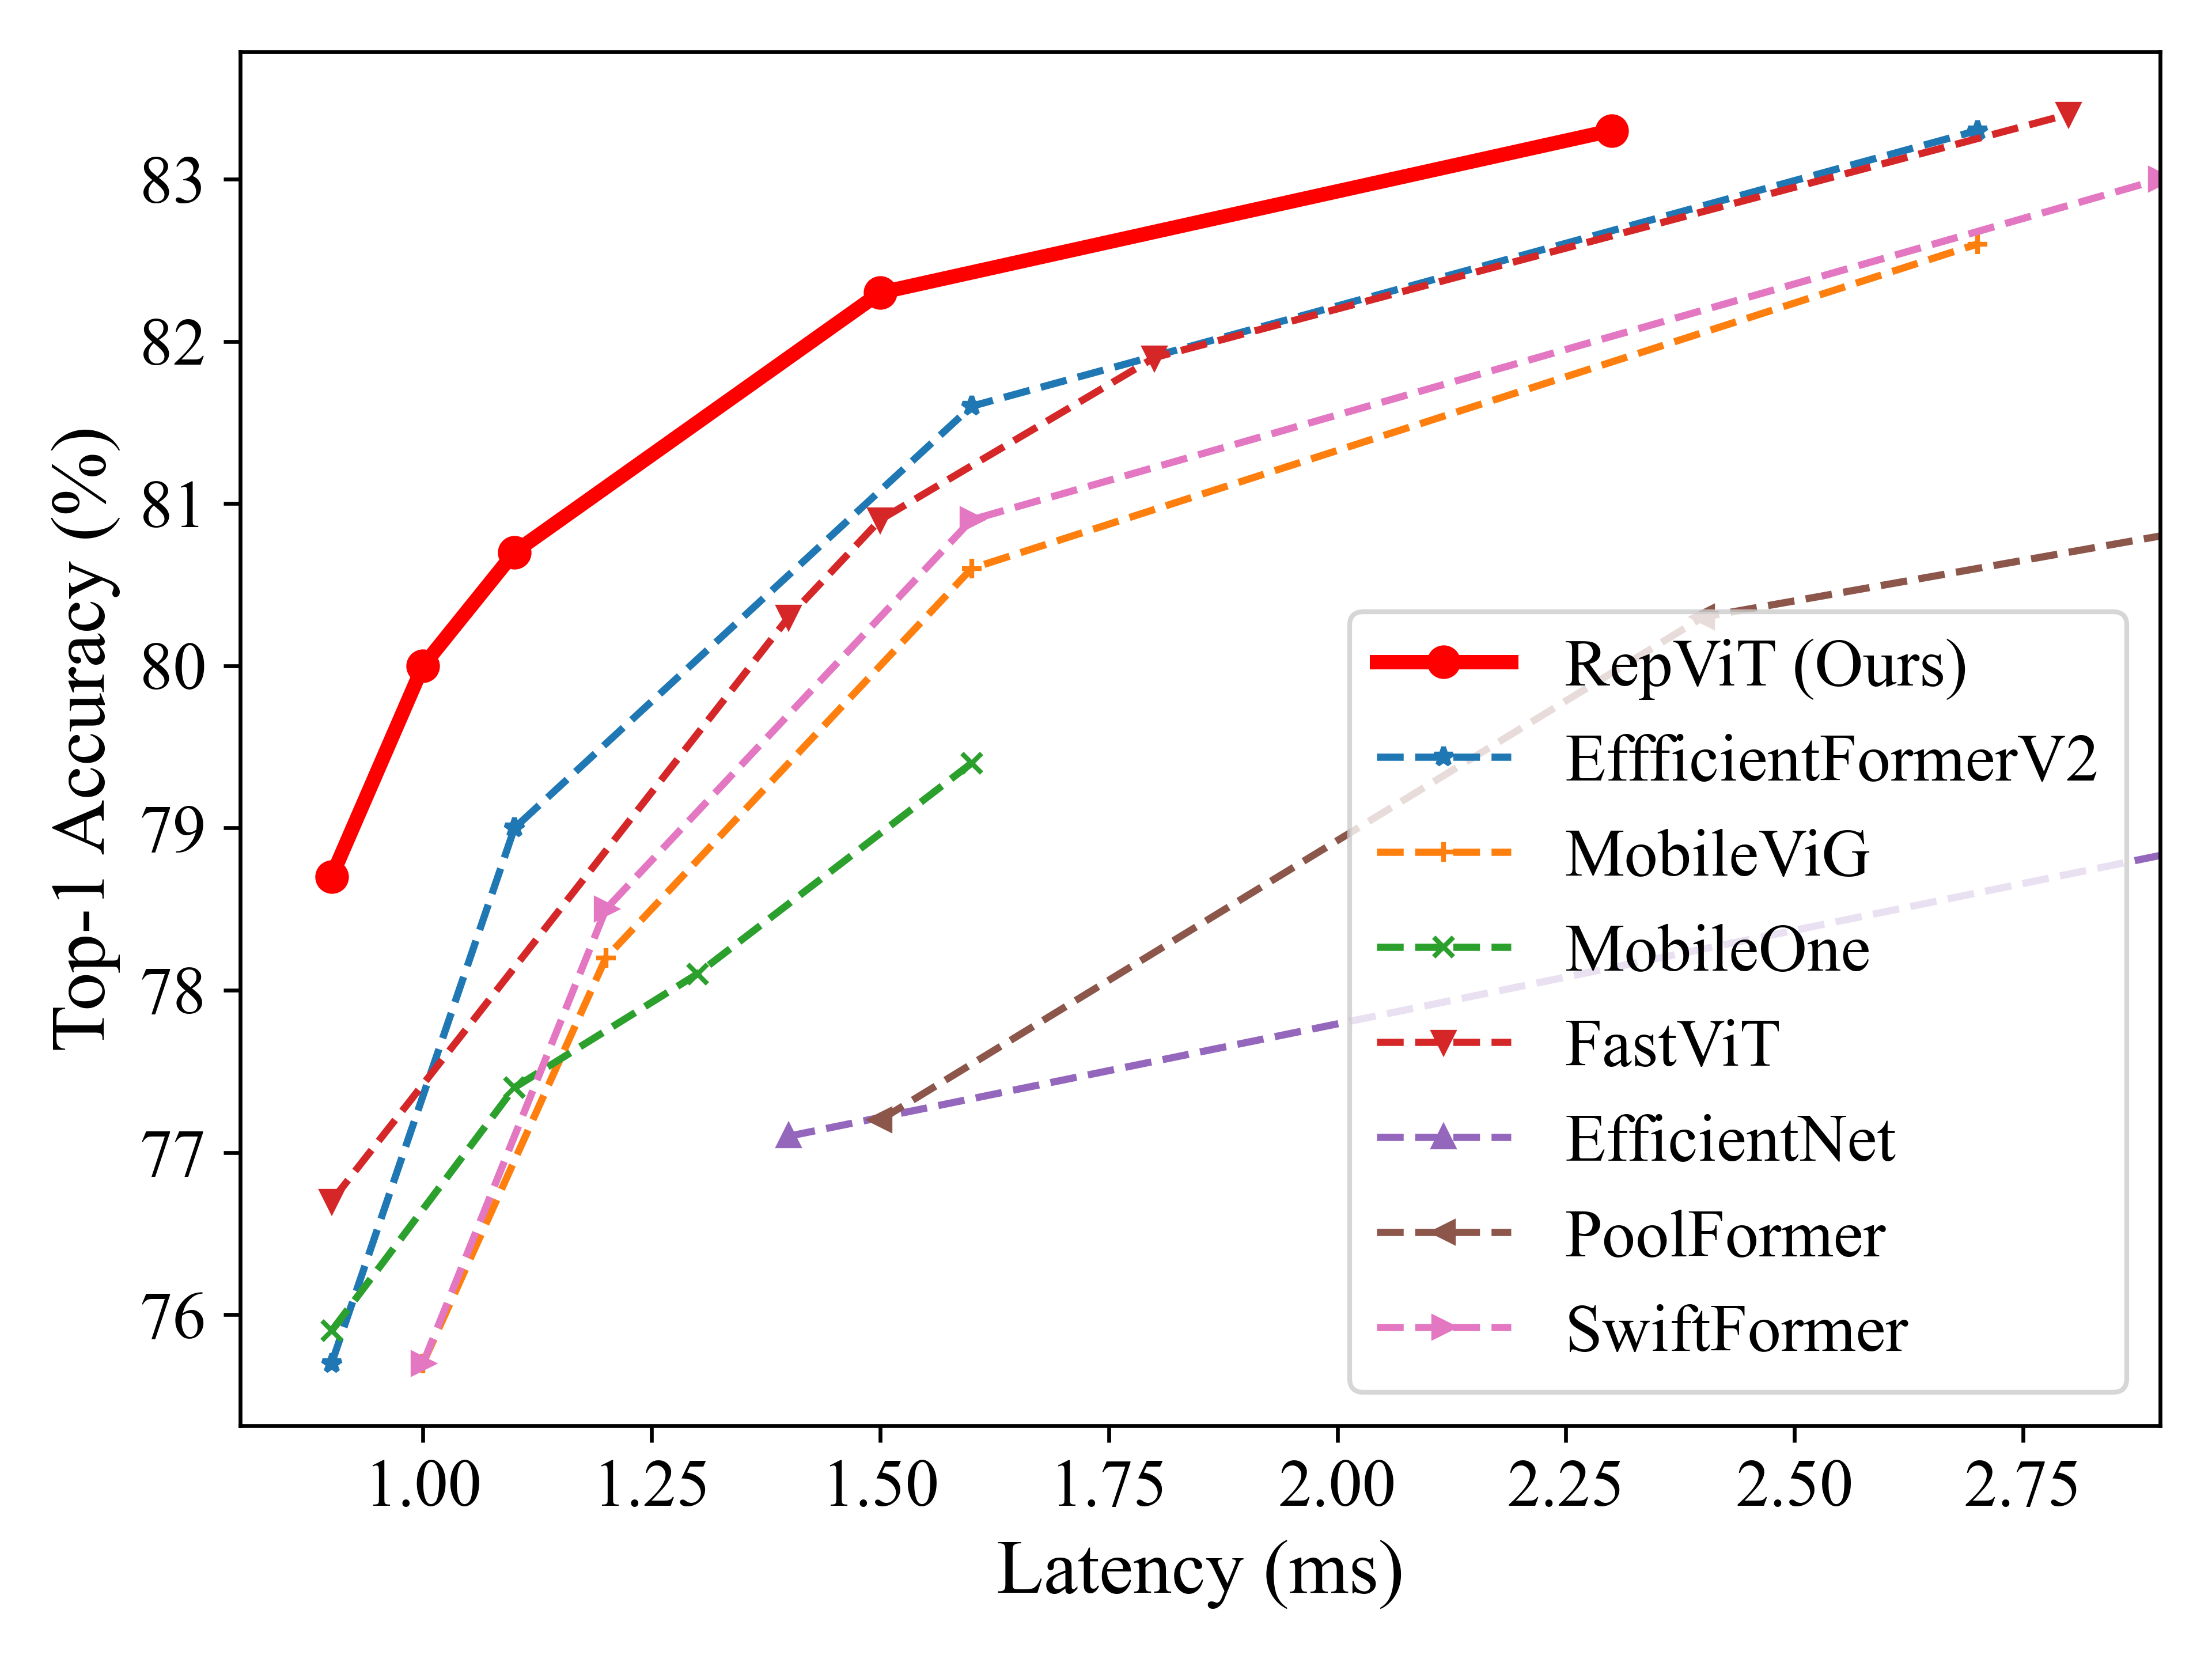 Top-1 Accuracy (%)
83
82
81
80
79
78
77
76
RepViT (Ours)
EffficientFormerV2
MobileViG
MobileOne
FastViT
EfficientNet
PoolFormer
SwiftFormer
1.00 1.25 1.50 1.75 2.00 2.25 2.50 2.75
Latency (ms)